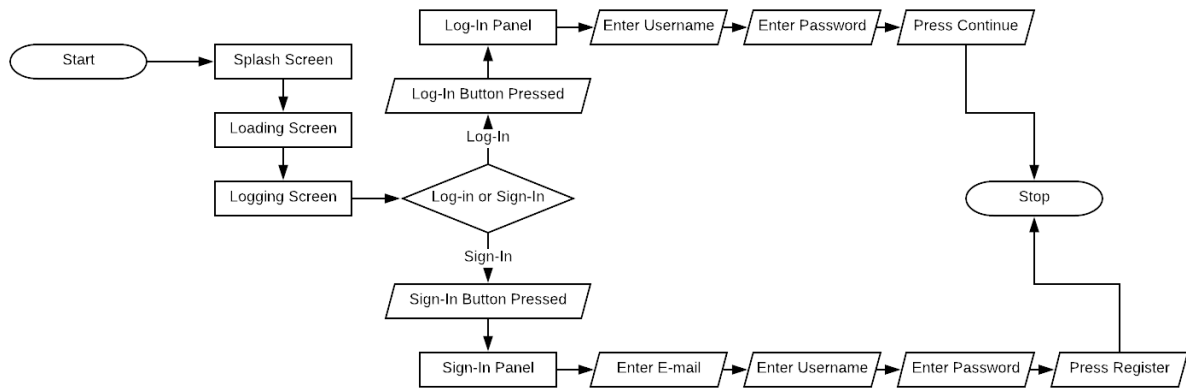 Start
Splash Screen
Loading Screen
Logging Screen
Log-in or Sign-In
Log-In
Log-In Button Pressed
Log-In Panel
Enter Username
Enter Password
Press Continue
Stop
Sign-In
Sign-In Button Pressed
Sign-In Panel
Enter E-mail
Enter Username
Enter Password
Press Register